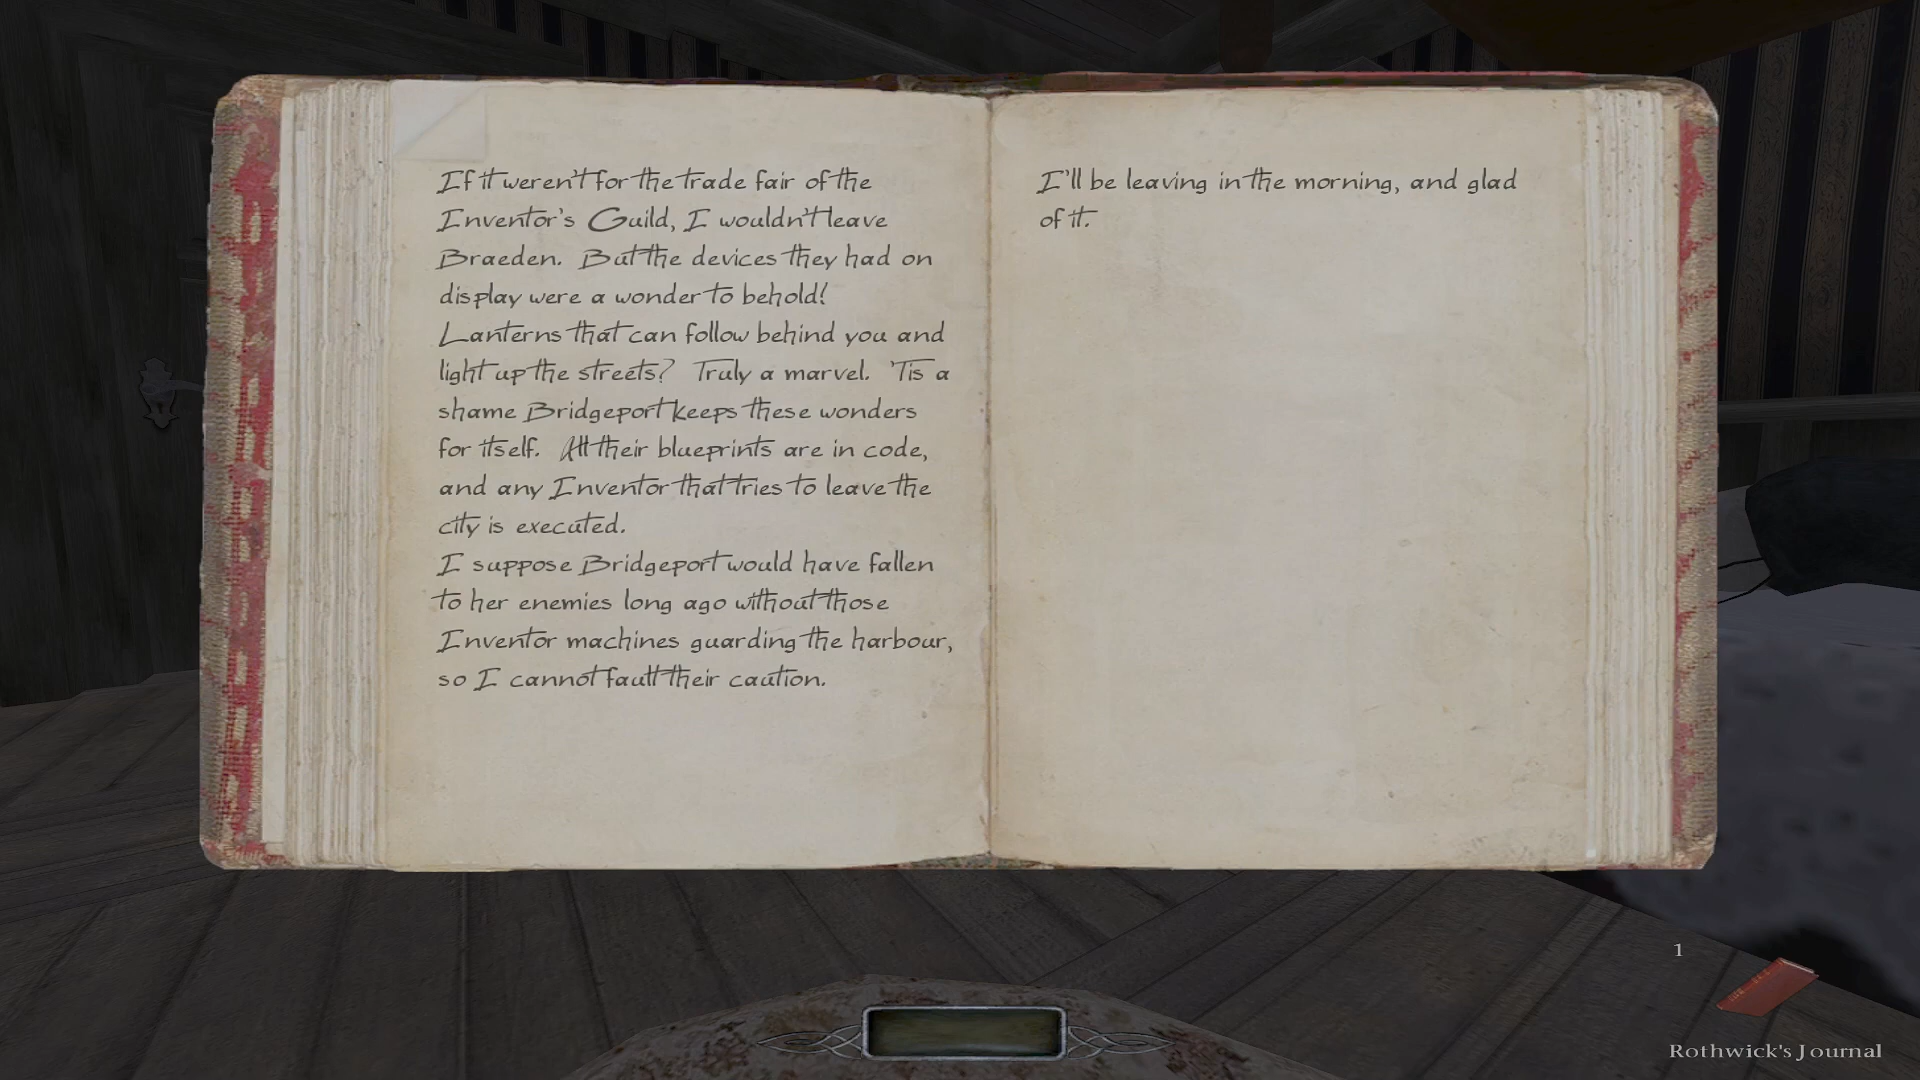 If it weren't for the trade fair of the
Inventor's Guild, I wouldn't leave
Braeden. But the devices they had on
display were a wonder to behold!
Lanterns that can follow behind you and
light up the streets? Truly a marvel. 'Tis a
shame Bridgeport keeps these wonders
for itself. All their blueprints are in code,
and any Inventor that tries to leave the
city is executed.
I suppose Bridgeport would have fallen
to her enemies long ago without those
Inventor machines guarding the harbour,
so I cannot fault their caution.
I'll be leaving in the morning, and glad
of it.
1
Rothwick's Journal